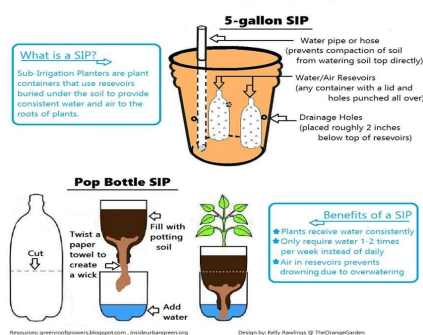 5-gallon SIP
What is a SIP?
Sub-Irrigation Planters are plant
containers that use resevoirs
buried under the soil to provide
consistent water and air to the
roots of plants.
Water pipe or hose
(prevents compaction of soil
from watering soil top directly)
Water/Air Resevoirs
(any container with a lid and
holes punched all over)
Drainage Holes
(placed roughly 2 inches
below top of resevoirs)
Pop Bottle SIP
Cut
Twist a
paper
towel to
create
a wick
Fill with
potting
soil
Add
water
Benefits of a SIP
Plants receive water consistently
Only require water 1-2 times
per week instead of daily
Air in resevoirs prevents
drowning due to overwatering
Resources: greenroofgrowers.blogspot.com , insideurbangreen.org
Design by: Kelly Rawlings @ TheOrangeGarden